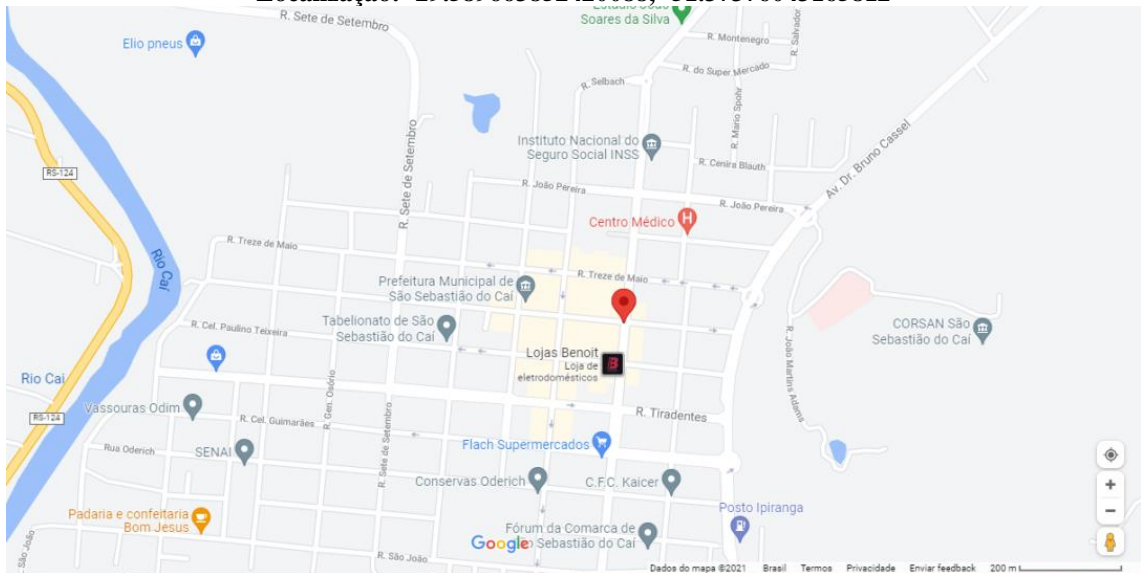 R. Sete de Setembro
Soares da Silva
Elio pneus
R. Montenegro
R. Salvador
R. do Super Mercado
R. Selbach
R. Mario Spohr
Instituto Nacional do
Seguro Social INSS
Av. Dr. Bruno Cassel
RS-124
R. Cenira Blauth
R. João Pereira
R. João Pereira
R. Sete de Setembro
Centro Médico
R. Treze de Maio
Rio Caí
R. Treze de Maio
Prefeitura Municipal de
São Sebastião do Caí
Tabelionato de São
Sebastião do Caí
R. Cel. Paulino Teixeira
CORSAN São
Sebastião do Caí
Lojas Benoit
Loja de
eletrodomésticos
R. João Martins Adams
Rio Cai
R. Gen. Osório
Vassouras Odim
RS-124
R. Cel. Guimarães
R. Tiradentes
R. Sete de Setembro
Rua Oderich
SENAI
Flach Supermercados
Conservas Oderich
C.F.C. Kaicer
Padaria e confeitaria
Bom Jesus
Posto Ipiranga
Fórum da Comarca de
Sebastião do Caí
Google
São João
R. São João
Dados do mapa ©2021 Brasil Termos Privacidade Enviar feedback 200 m